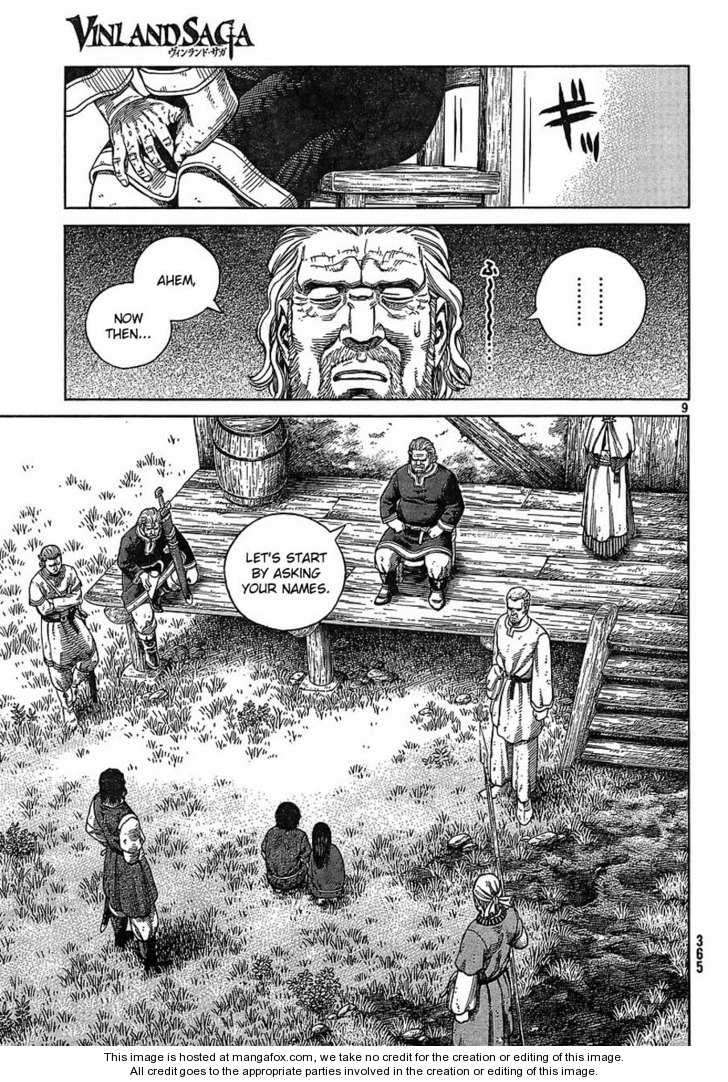 VINLAND SAGA
ヴィンランド・サガ
ギッ
AHEM,
NOW
THEN...
9
LET'S START
BY ASKING
YOUR NAMES.
365
This image is hosted at mangafox.com, we take no credit for the creation or editing of this image.
All credit goes to the appropriate parties involved in the creation or editing of this image.